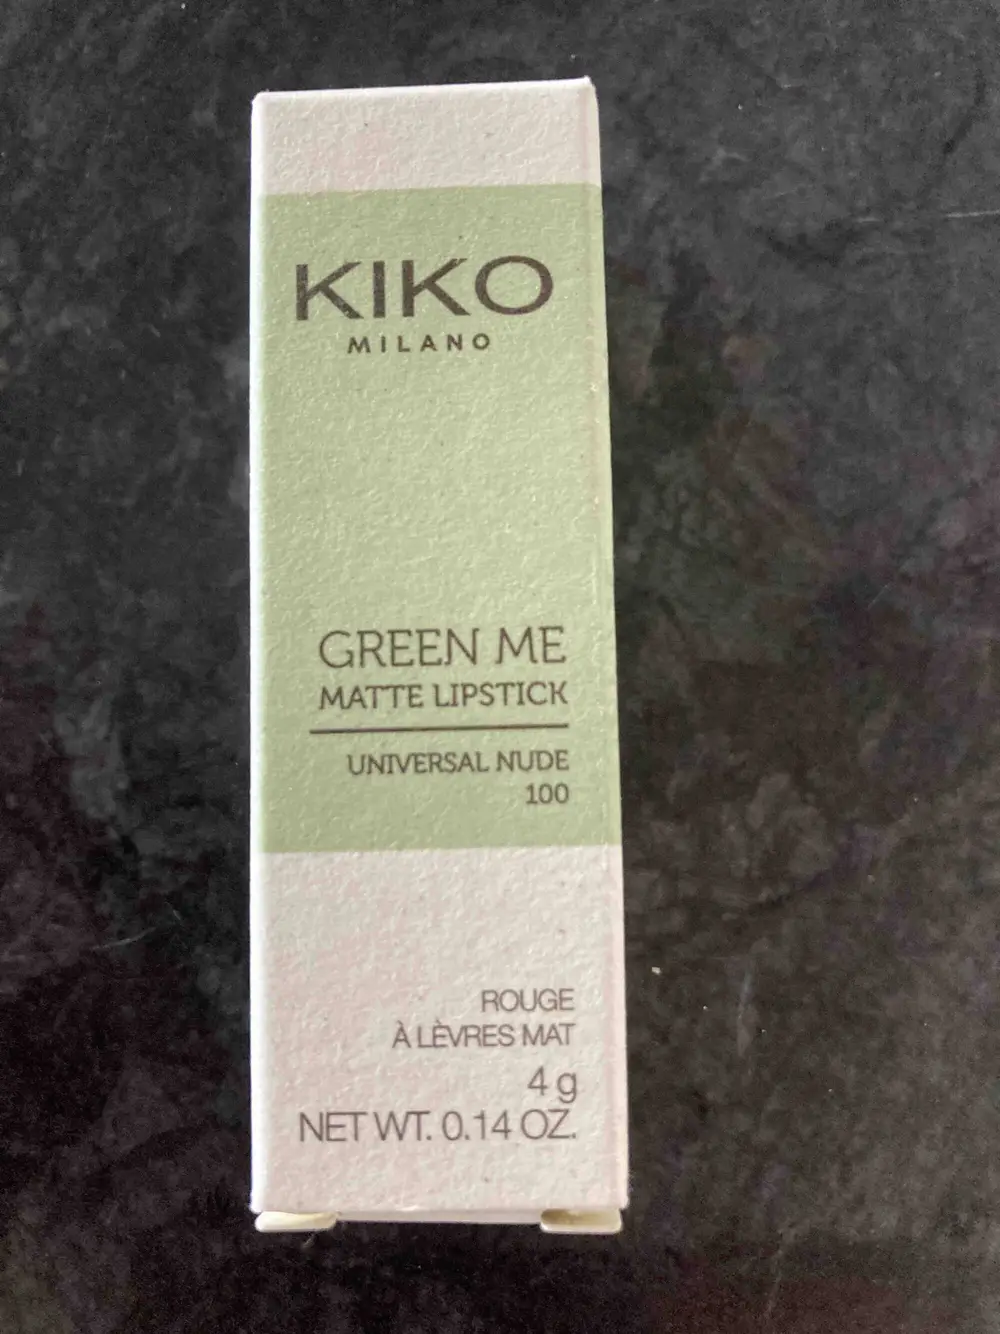 KIKO
MILANO
GREEN ME
MATTE LIPSTICK
UNIVERSAL NUDE
100
ROUGE
À LÈVRES MAT
4 g
NET WT. 0.14 OZ.